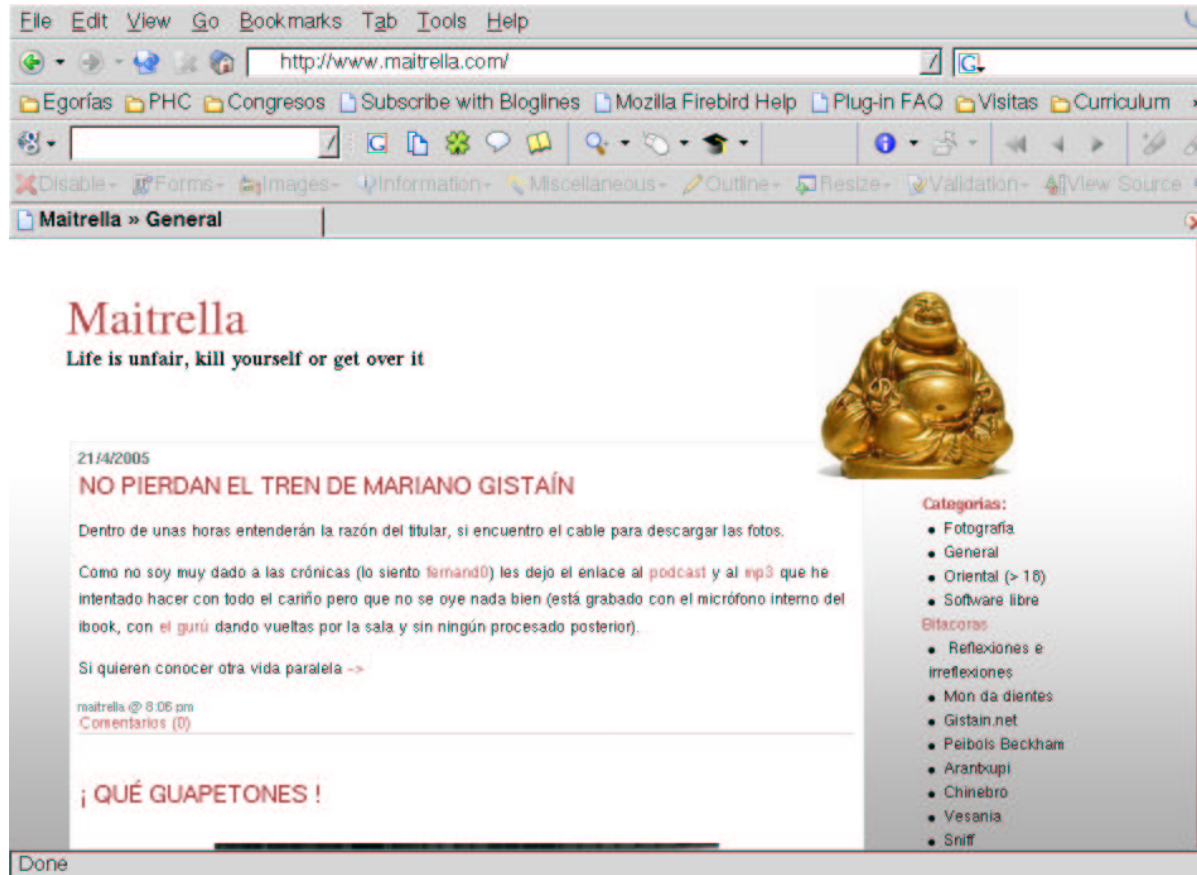 File Edit View Go Bookmarks Tab Tools Help
http://www.maitrella.com/
Egorías PHC Congresos Subscribe with Bloglines Mozilla Firebird Help Plug-in FAQ Visitas Curriculum
Disable Forms Images Information Miscellaneous Outline Resize Validation View Source
Maitrella » General
Maitrella
Life is unfair, kill yourself or get over it
21/4/2005
NO PIERDAN EL TREN DE MARIANO GISTAÍN
Dentro de unas horas entenderán la razón del titular, si encuentro el cable para descargar las fotos.
Como no soy muy dado a las crónicas (lo siento fernand0) les dejo el enlace al podcast y al mp3 que he
intentado hacer con todo el cariño pero que no se oye nada bien (está grabado con el micrófono interno del
ibook, con el gurú dando vueltas por la sala y sin ningún procesado posterior).
Si quieren conocer otra vida paralela ->
maitrella @ 8:06 pm
Comentarios (0)
¡ QUÉ GUAPETONES !
Categorias:
Fotografía
General
Oriental (> 18)
Software libre
Bitacoras
Reflexiones e
irreflexiones
Mon da dientes
Gistain.net
Peibols Beckham
Arantxupi
Chinebro
Vesania
Sniff
Done